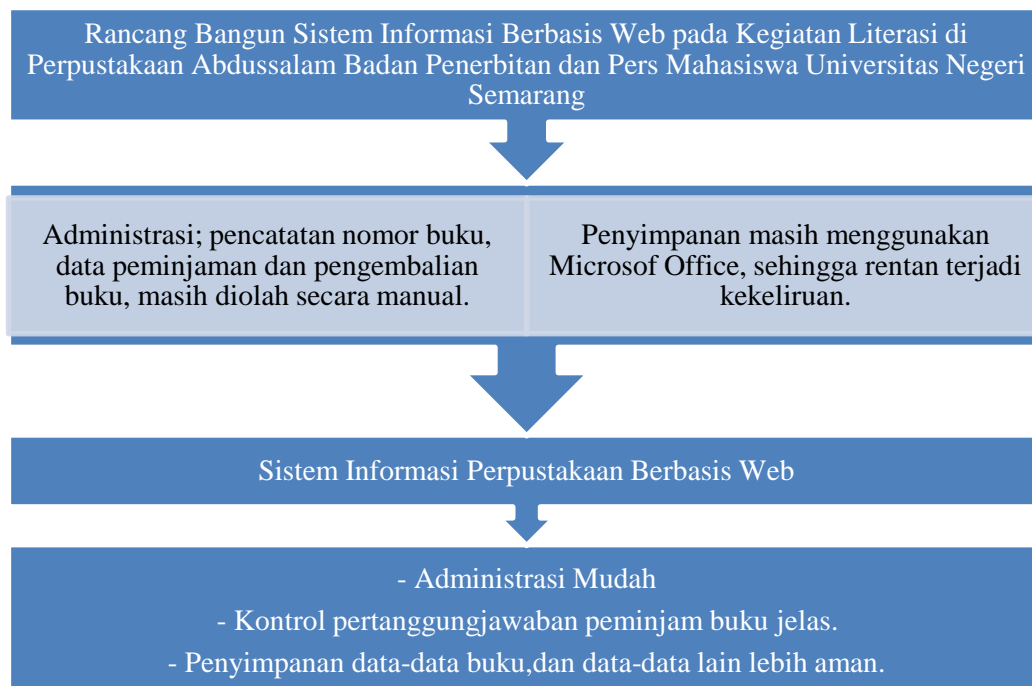 Rancang Bangun Sistem Informasi Berbasis Web pada Kegiatan Literasi di
Perpustakaan Abdussalam Badan Penerbitan dan Pers Mahasiswa Universitas Negeri
Semarang
Administrasi; pencatatan nomor buku,
data peminjaman dan pengembalian
buku, masih diolah secara manual.
Penyimpanan masih menggunakan
Microsof Office, sehingga rentan terjadi
kekeliruan.
Sistem Informasi Perpustakaan Berbasis Web
- Administrasi Mudah
- Kontrol pertanggungjawaban peminjam buku jelas.
- Penyimpanan data-data buku,dan data-data lain lebih aman.